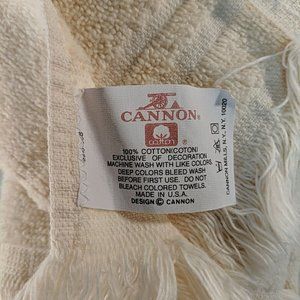 CANNON®
cotton
100% COTTON(COTON)
EXCLUSIVE OF DECORATION
MACHINE WASH WITH LIKE COLORS
DEEP COLORS BLEED WASH
BEFORE FIRST USE. DO NOT
BLEACH COLORED TOWELS.
MADE IN U.S.A.
DESIGN © CANNON
CANNON MILLS, N.Y., N.Y. 10020